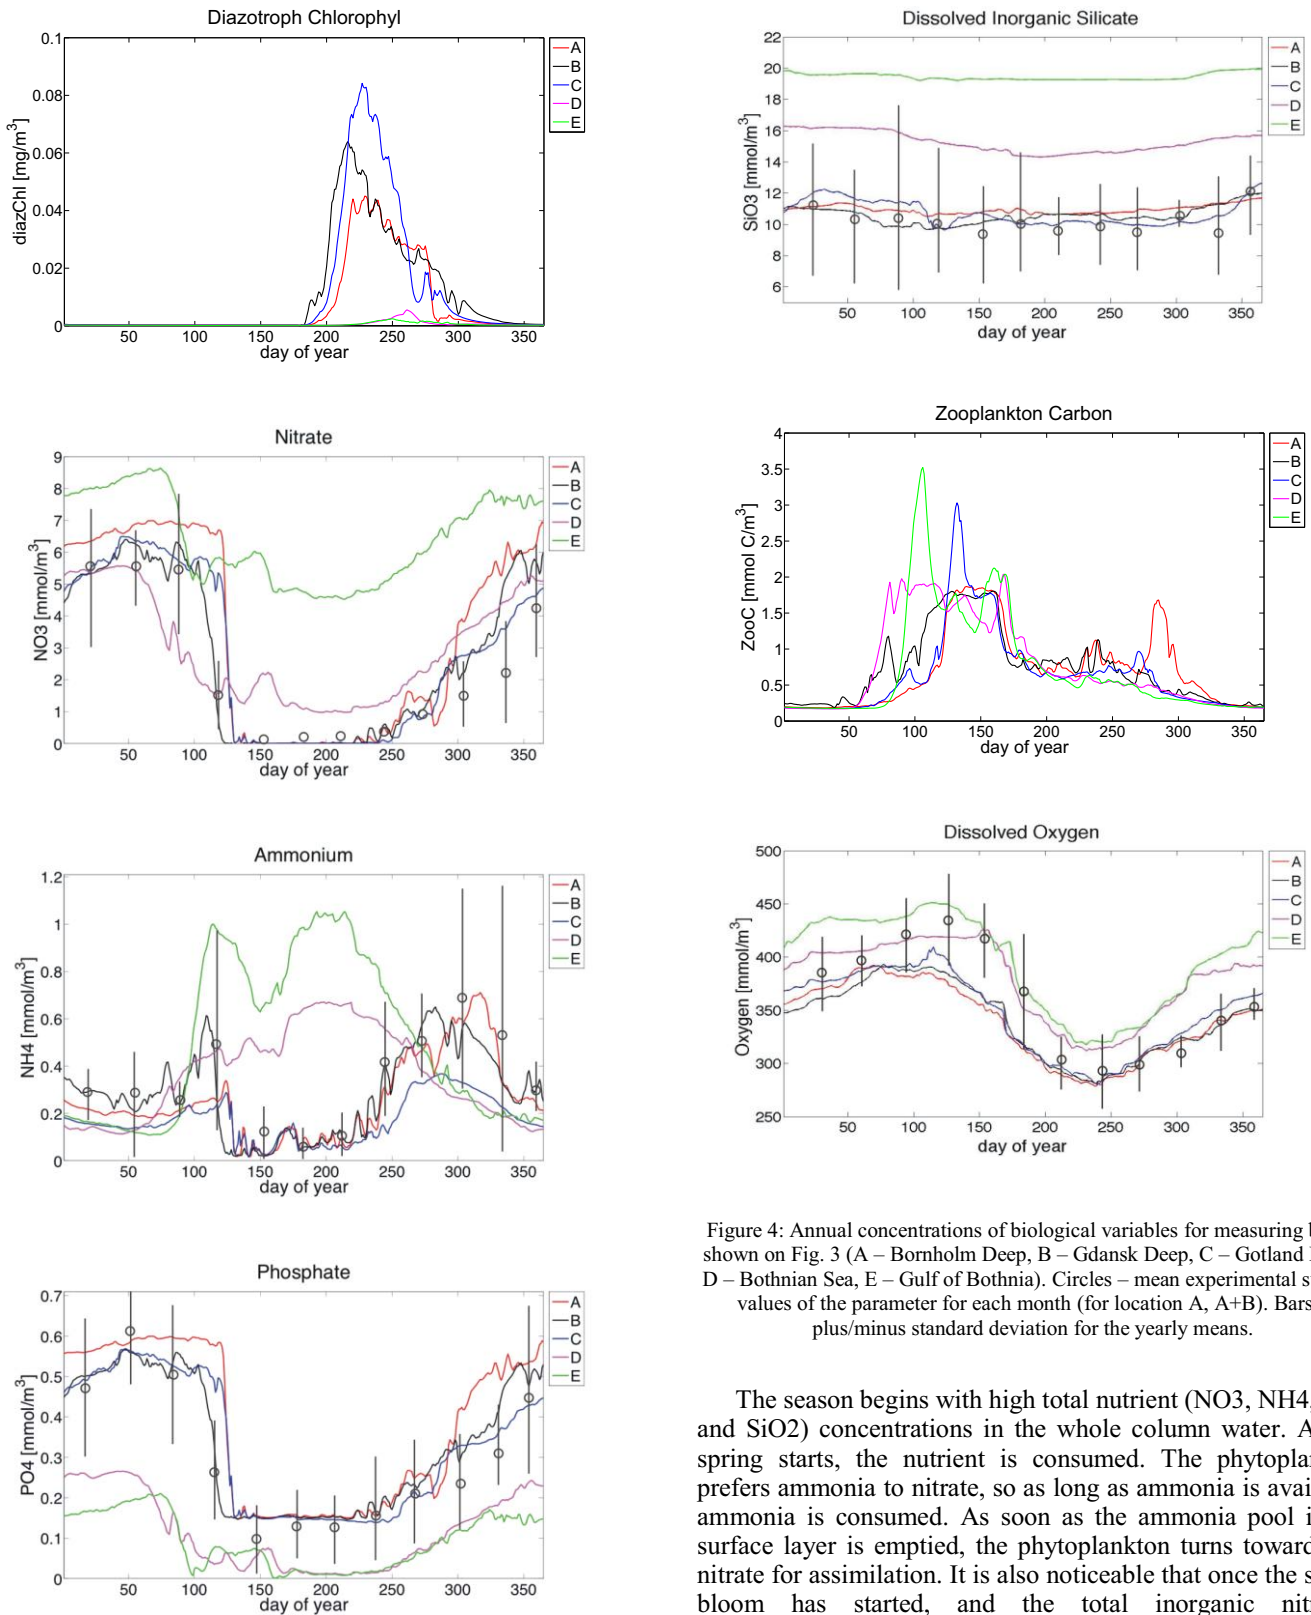 Diazotroph Chlorophyl
0.1
0.08
0.06
0.04
0.02
0
diazChl [mg/m³]
50 100 150 200 250 300 350
day of year
A
B
C
D
E
Nitrate
9
8
7
6
5
4
3
2
1
0
NO3 [mmol/m³]
50 100 150 200 250 300 350
day of year
A
B
C
D
E
Ammonium
1.2
1
0.8
0.6
0.4
0.2
0
NH4 [mmol/m³]
50 100 150 200 250 300 350
day of year
A
B
C
D
E
Phosphate
0.7
0.6
0.5
0.4
0.3
0.2
0.1
0
PO4 [mmol/m³]
50 100 150 200 250 300 350
day of year
A
B
C
D
E
Dissolved Inorganic Silicate
22
20
18
16
14
12
10
8
6
SiO3 [mmol/m³]
50 100 150 200 250 300 350
day of year
A
B
C
D
E
Zooplankton Carbon
4
3.5
3
2.5
2
1.5
1
0.5
0
ZooC [mmol C/m³]
50 100 150 200 250 300 350
day of year
A
B
C
D
E
Dissolved Oxygen
500
450
400
350
300
250
Oxygen [mmol/m³]
50 100 150 200 250 300 350
day of year
A
B
C
D
E
Figure 4: Annual concentrations of biological variables for measuring
shown on Fig. 3 (A – Bornholm Deep, B – Gdansk Deep, C – Gotland
D – Bothnian Sea, E – Gulf of Bothnia). Circles – mean experimental
values of the parameter for each month (for location A, A+B). Bars
plus/minus standard deviation for the yearly means.
The season begins with high total nutrient (NO3, NH4,
and SiO2) concentrations in the whole column water. A
spring starts, the nutrient is consumed. The phytoplan
prefers ammonia to nitrate, so as long as ammonia is avai
ammonia is consumed. As soon as the ammonia pool i
surface layer is emptied, the phytoplankton turns toward
nitrate for assimilation. It is also noticeable that once the s
bloom has started, and the total inorganic nit